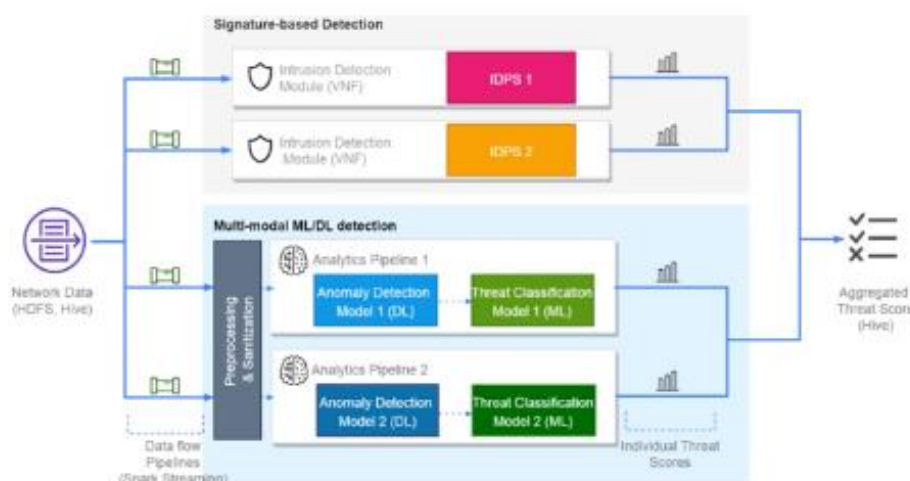 Signature-based Detection
Intrusion Detection
Module (VNF)
IDPS 1
Intrusion Detection
Module (VNF)
IDPS 2
Network Data
(HDFS, Hive)
Multi-modal ML/DL detection
Preprocessing
& Sanitization
Analytics Pipeline 1
Anomaly Detection
Model 1 (DL)
Threat Classification
Model 1 (ML)
Analytics Pipeline 2
Anomaly Detection
Model 2 (DL)
Threat Classification
Model 2 (ML)
Aggregated
Threat Scor
(Hive)
Data flow
Pipelines
(Spark Streaming)
Individual Threat
Scores